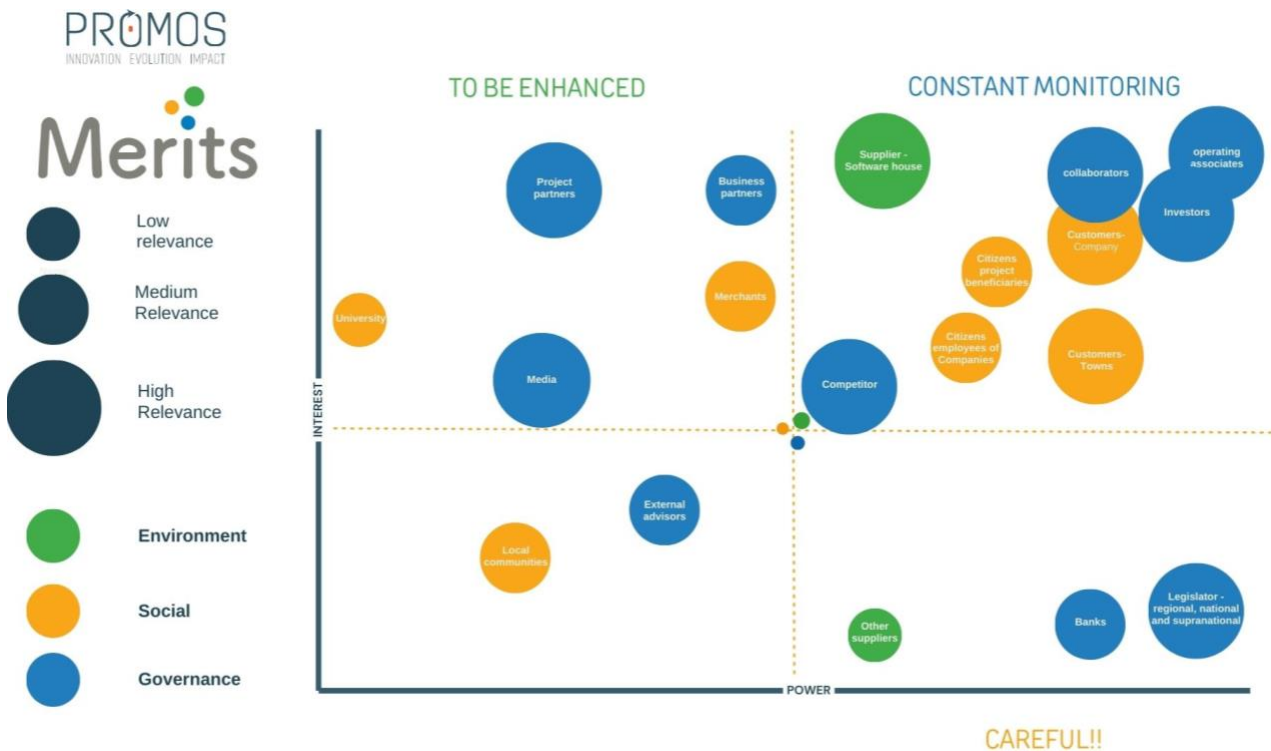 PROMOS
INNOVATION EVOLUTION IMPACT
Merits
Low
relevance
Medium
Relevance
High
Relevance
Environment
Social
Governance
TO BE ENHANCED
CONSTANT MONITORING
INTEREST
POWER
Project
partners
Business
partners
Supplier -
Software house
collaborators
operating
associates
Investors
Customers-
Company
Citizens
project
beneficiaries
University
Merchants
Citizens
employees of
Companies
Customers-
Towns
Media
Competitor
External
advisors
Local
communities
Other
suppliers
Banks
Legislator -
regional, national
and supranational
CAREFUL!!